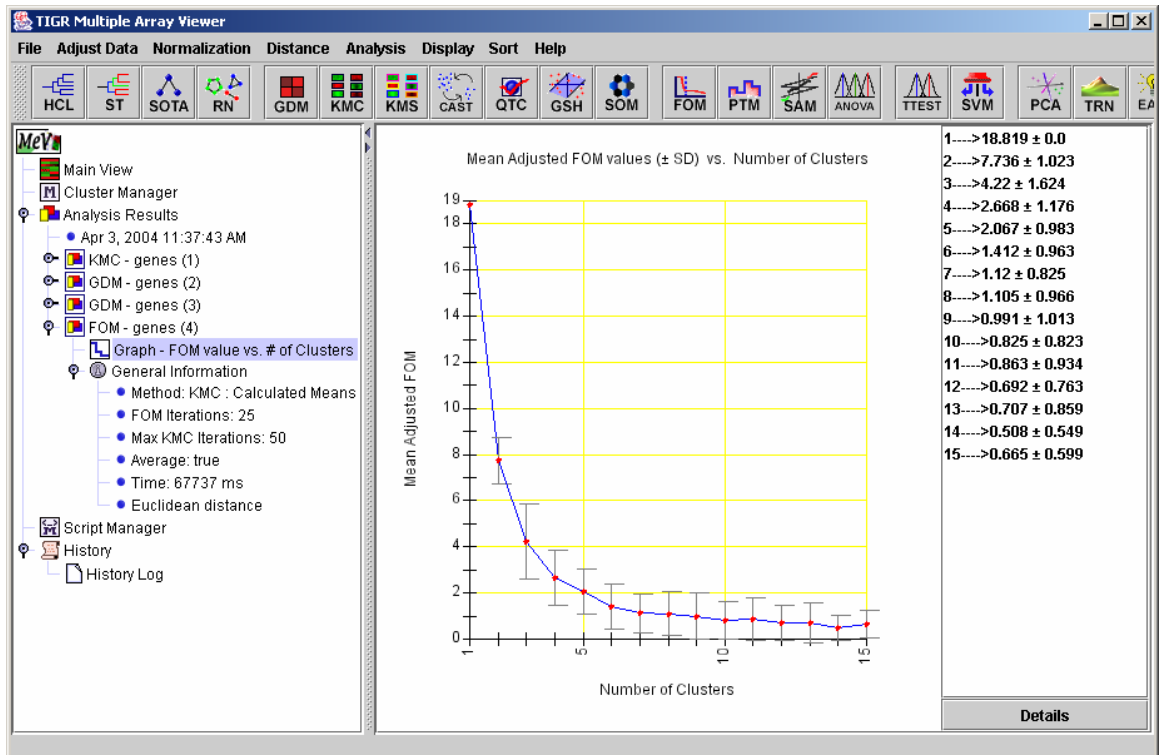 TIGR Multiple Array Viewer
File Adjust Data Normalization Distance Analysis Display Sort Help
HCL ST SOTA RN GDM KMC KMS CAST QTC GSH SOM FOM PTM SAM ANOVA TTEST SVM PCA TRN EA
MeV
Main View
M Cluster Manager
Analysis Results
Apr 3, 2004 11:37:43 AM
KMC - genes (1)
GDM - genes (2)
GDM - genes (3)
FOM - genes (4)
Graph - FOM value vs. # of Clusters
General Information
Method: KMC : Calculated Means
FOM Iterations: 25
Max KMC Iterations: 50
Average: true
Time: 67737 ms
Euclidean distance
Script Manager
History
History Log
Mean Adjusted FOM values (± SD) vs. Number of Clusters
Mean Adjusted FOM
19
18
16
14
12
10
8
6
4
2
0
1 5 10 15
Number of Clusters
1---->18.819 ± 0.0
2---->7.736 ± 1.023
3---->4.22 ± 1.624
4---->2.668 ± 1.176
5---->2.067 ± 0.983
6---->1.412 ± 0.963
7---->1.12 ± 0.825
8---->1.105 ± 0.966
9---->0.991 ± 1.013
10---->0.825 ± 0.823
11---->0.863 ± 0.934
12---->0.692 ± 0.763
13---->0.707 ± 0.859
14---->0.508 ± 0.549
15---->0.665 ± 0.599
Details